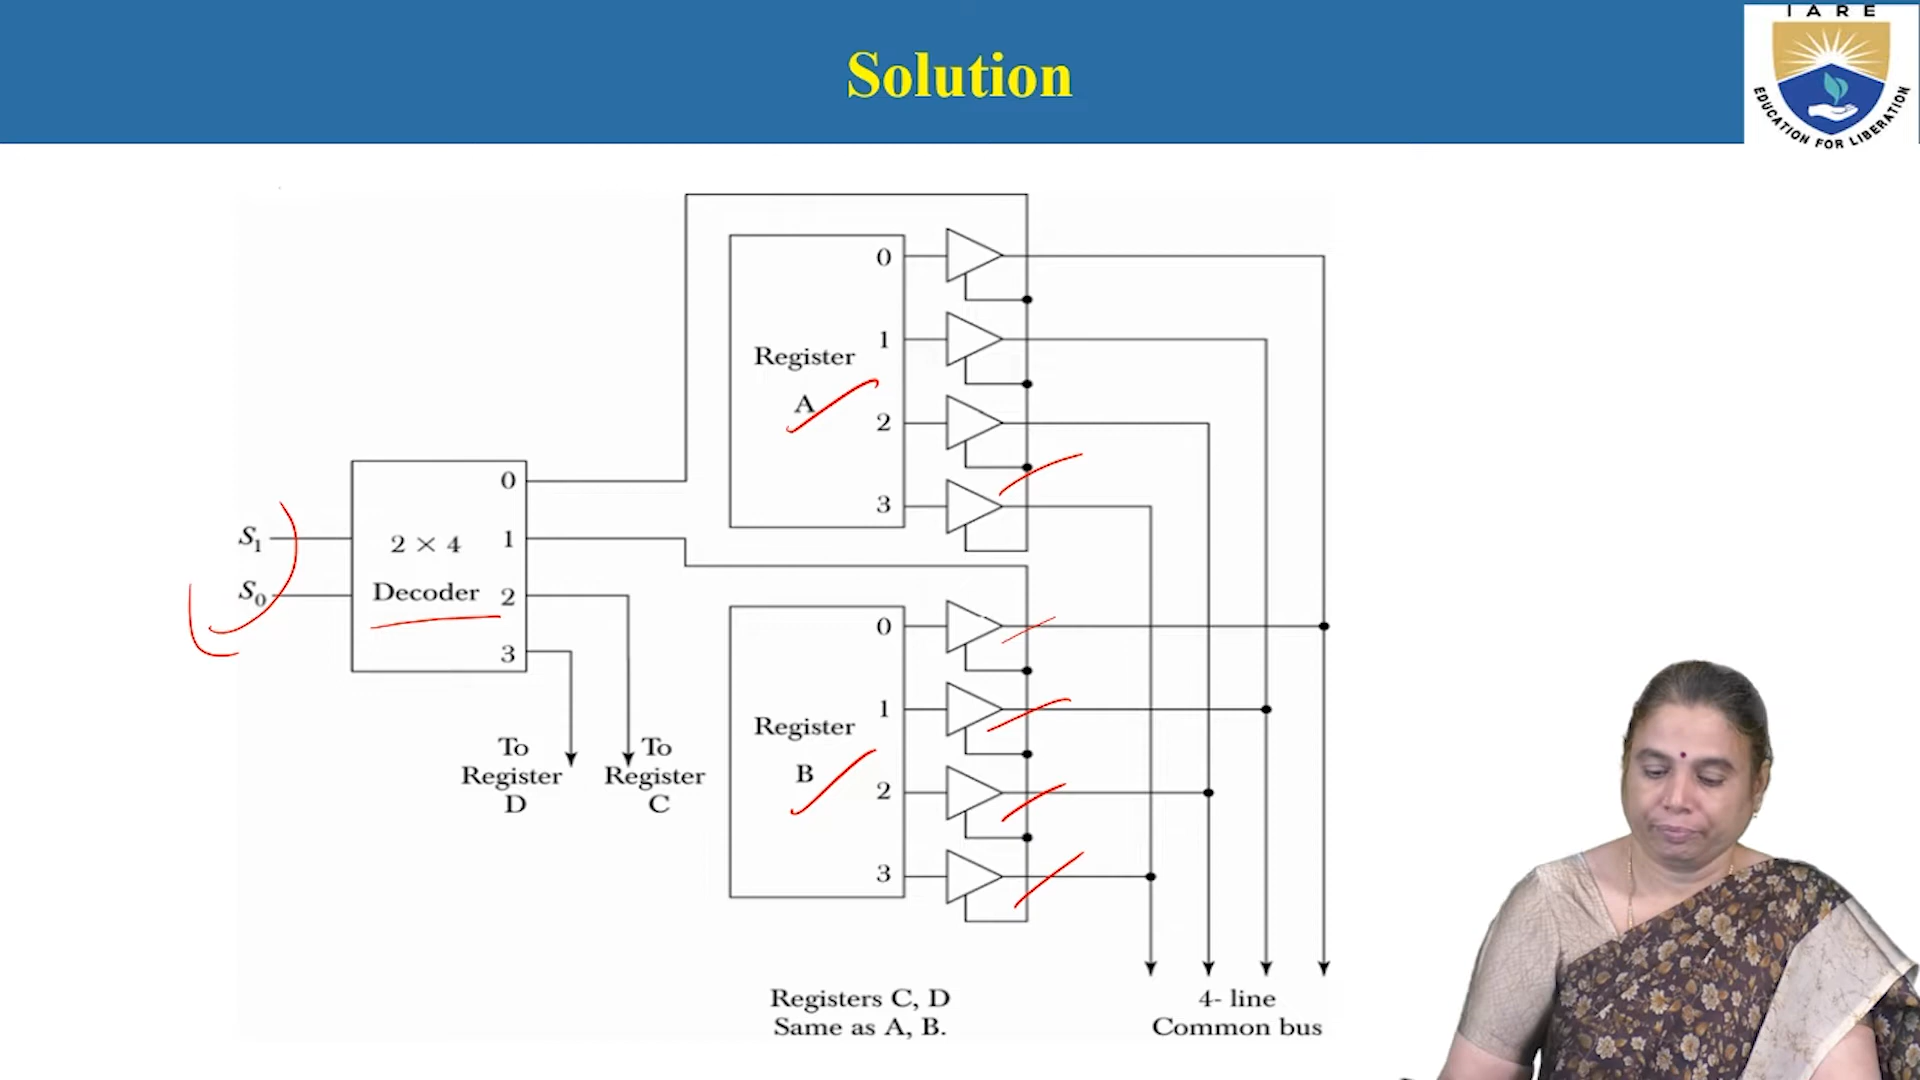 Solution
I A R E
EDUCATION FOR LIBERATION
0
1
Register
A
2
3
0
S1
2 × 4
1
S0
Decoder
2
3
0
1
Register
B
2
3
To
Register
D
To
Register
C
Registers C, D
Same as A, B.
4- line
Common bus